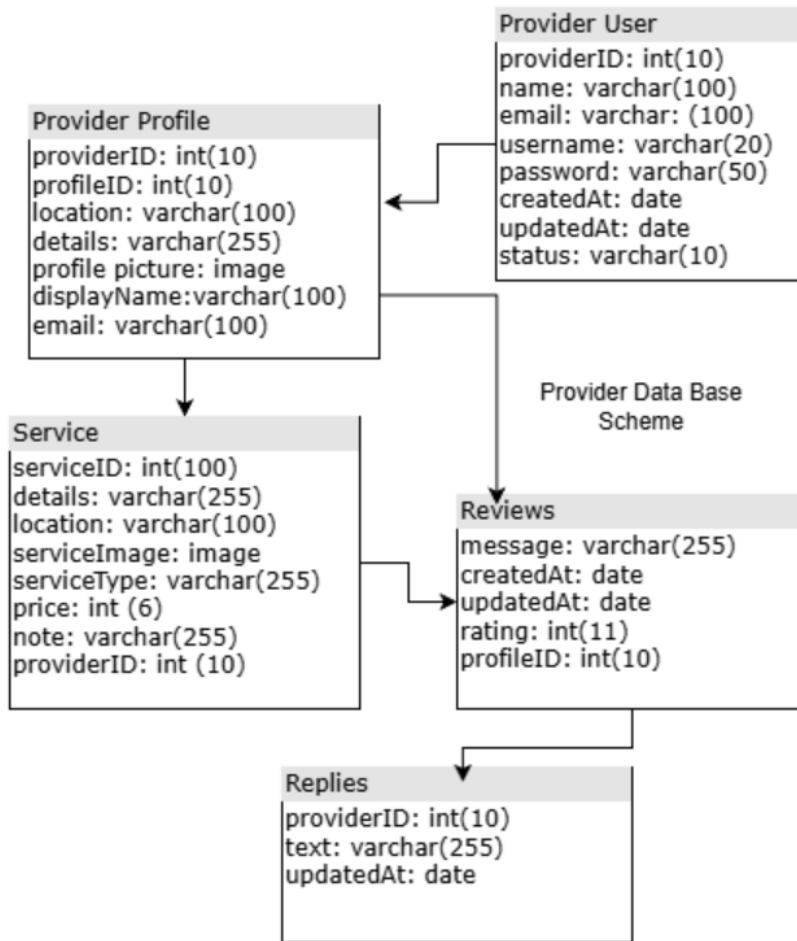 Provider User
providerID: int(10)
name: varchar(100)
email: varchar: (100)
username: varchar(20)
password: varchar(50)
createdAt: date
updatedAt: date
status: varchar(10)
Provider Profile
providerID: int(10)
profileID: int(10)
location: varchar(100)
details: varchar(255)
profile picture: image
displayName:varchar(100)
email: varchar(100)
Provider Data Base
Scheme
Service
serviceID: int(100)
details: varchar(255)
location: varchar(100)
serviceImage: image
serviceType: varchar(255)
price: int (6)
note: varchar(255)
providerID: int (10)
Reviews
message: varchar(255)
createdAt: date
updatedAt: date
rating: int(11)
profileID: int(10)
Replies
providerID: int(10)
text: varchar(255)
updatedAt: date